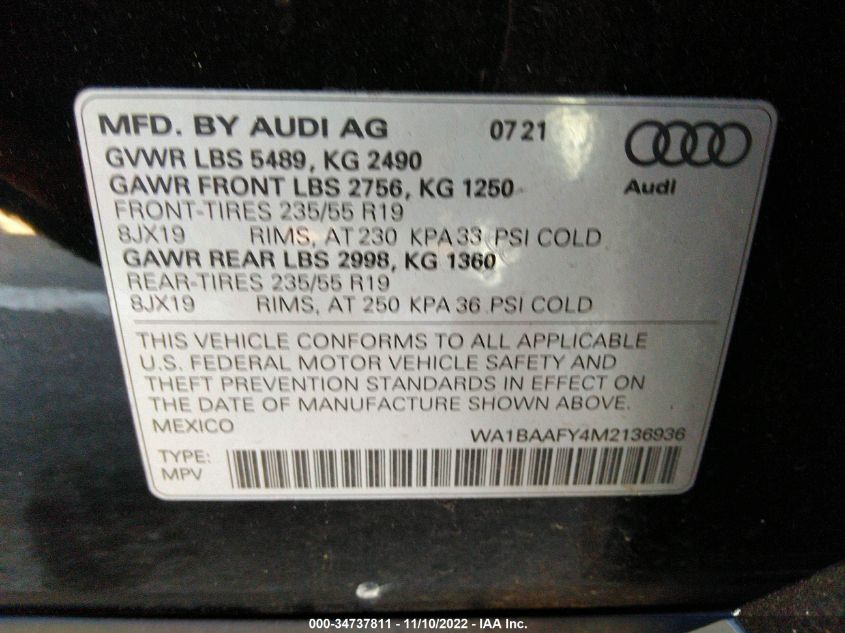 MFD. BY AUDI AG 07 21
GVWR LBS 5489, KG 2490
GAWR FRONT LBS 2756, KG 1250
Audi
FRONT-TIRES 235/55 R19
8JX19 RIMS, AT 230 KPA 33 PSI COLD
GAWR REAR LBS 2998, KG 1360
REAR-TIRES 235/55 R19
8JX19 RIMS, AT 250 KPA 36 PSI COLD
THIS VEHICLE CONFORMS TO ALL APPLICABLE
U.S. FEDERAL MOTOR VEHICLE SAFETY AND
THEFT PREVENTION STANDARDS IN EFFECT ON
THE DATE OF MANUFACTURE SHOWN ABOVE.
MEXICO
WA1BAAFY4M2136936
TYPE:
MPV
000-34737811 - 11/10/2022 - IAA Inc.